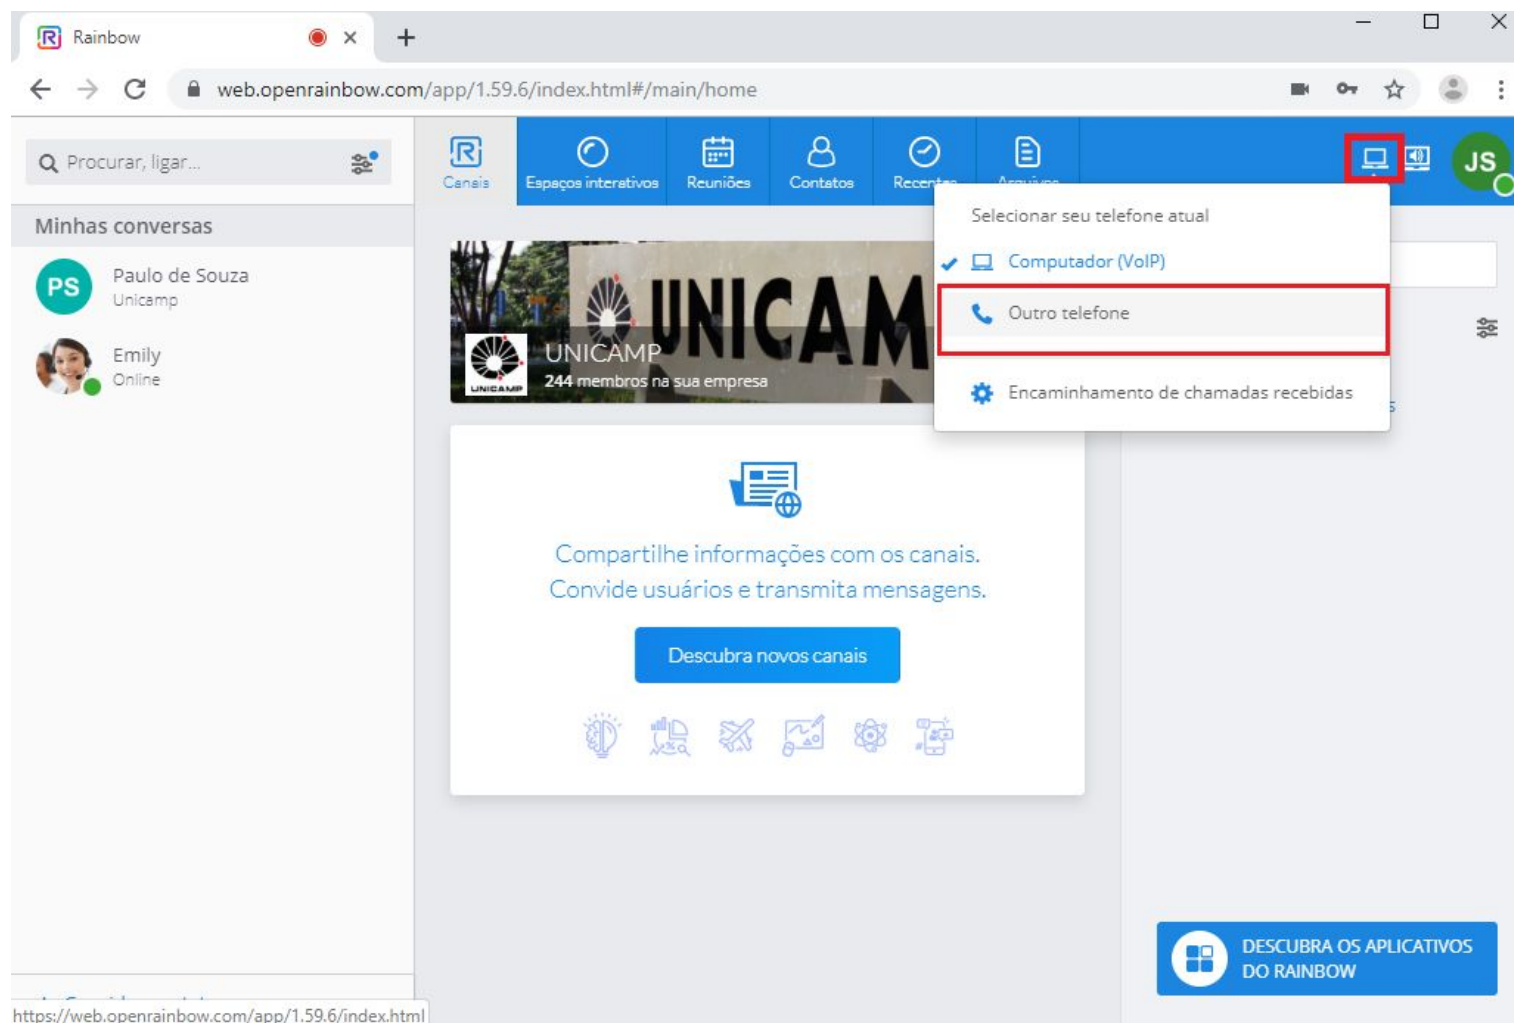 Rainbow
web.openrainbow.com/app/1.59.6/index.html#/main/home
Procurar, ligar...
Canais
Espaços interativos
Reuniões
Contatos
Recentes
Arquivos
JS
Minhas conversas
PS
Paulo de Souza
Unicamp
Emily
Online
UNICAM
UNICAMP
UNICAMP
244 membros na sua empresa
Selecionar seu telefone atual
Computador (VoIP)
Outro telefone
Encaminhamento de chamadas recebidas
s
Compartilhe informações com os canais.
Convide usuários e transmita mensagens.
Descubra novos canais
DESCUBRA OS APLICATIVOS
DO RAINBOW
https://web.openrainbow.com/app/1.59.6/index.html